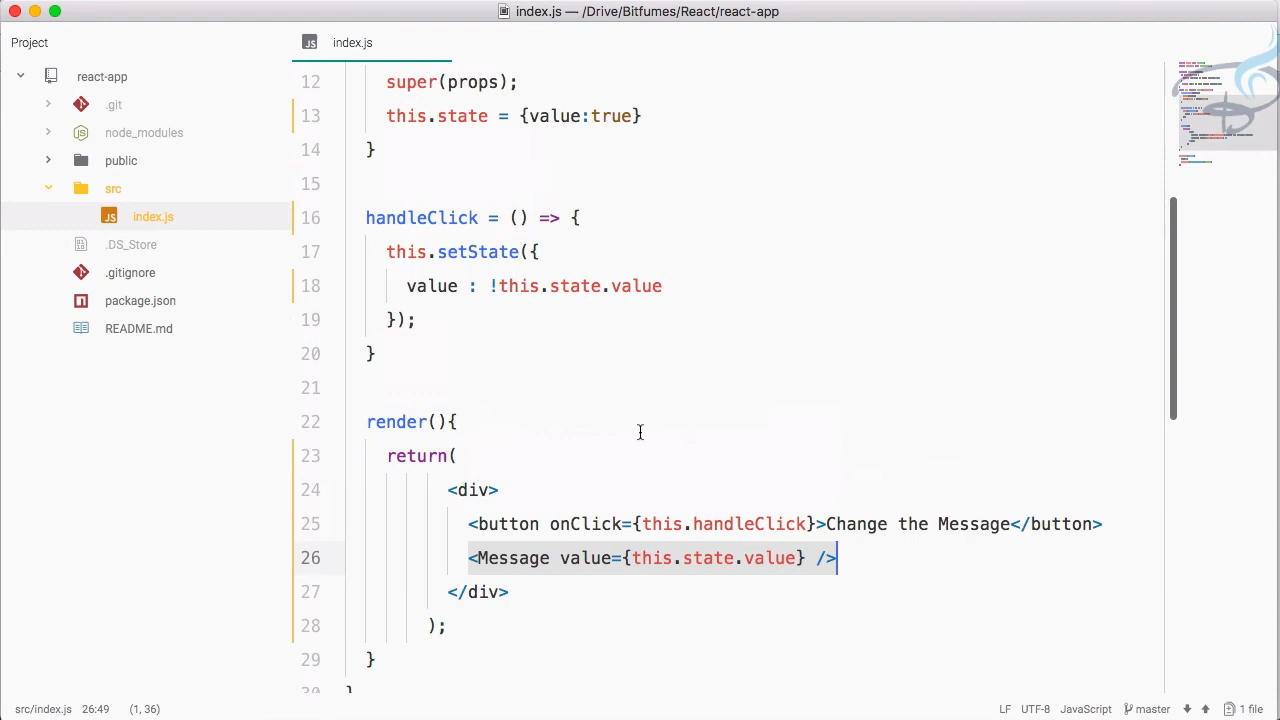 index.js — /Drive/Bitfumes/React/react-app
Project
react-app
.git
node_modules
public
src
index.js
.DS_Store
.gitignore
package.json
README.md
index.js
12 super(props);
13 this.state = {value:true}
14 }
15
16 handleClick = () => {
17 this.setState({
18 value : !this.state.value
19 });
20 }
21
22 render(){
23 return(
24 <div>
25 <button onClick={this.handleClick}>Change the Message</button>
26 <Message value={this.state.value} />
27 </div>
28 );
29 }
30 }
src/index.js 26:49 (1, 36)
LF UTF-8 JavaScript master 1 file